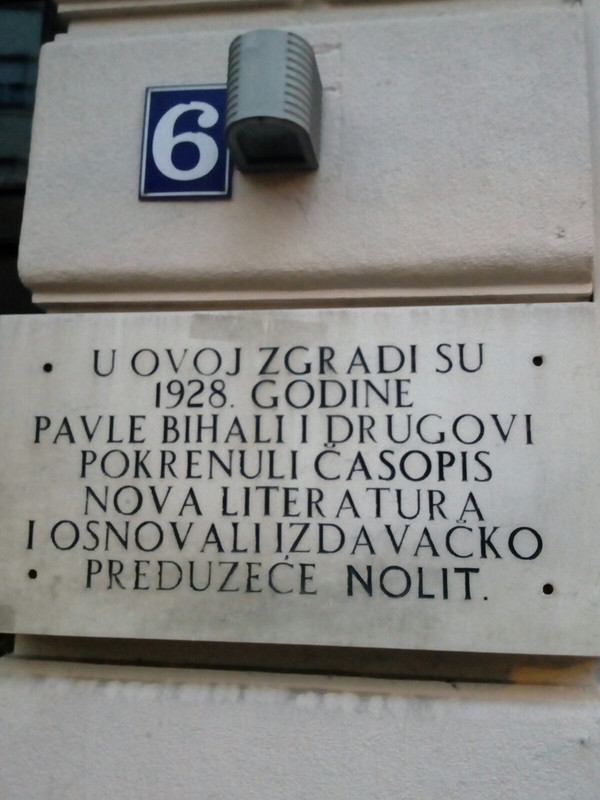 6
U OVOJ ZGRADI SU
1928. GODINE
PAVLE BIHALI I DRUGOVI
POKRENULI ČASOPIS
NOVA LITERATURA
I OSNOVALI IZDAVAČKO
PREDUZEĆE NOLIT.